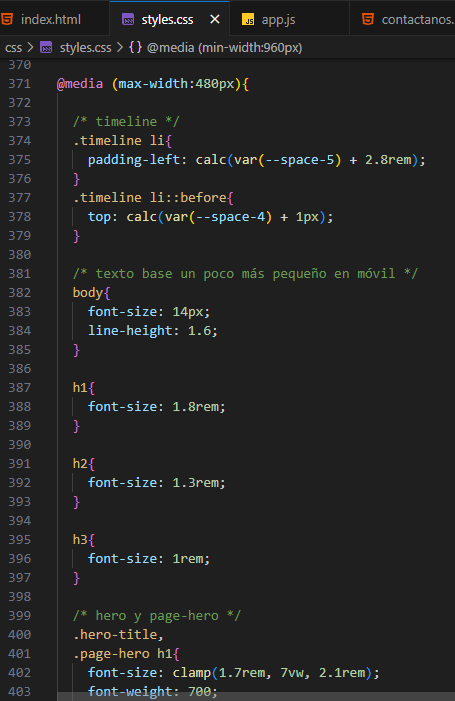 index.html styles.css app.js contactanos.
css > styles.css > {} @media (min-width:960px)
370
371 @media (max-width:480px){
372
373 /* timeline */
374 .timeline li{
375 padding-left: calc(var(--space-5) + 2.8rem);
376 }
377 .timeline li::before{
378 top: calc(var(--space-4) + 1px);
379 }
380
381 /* texto base un poco más pequeño en móvil */
382 body{
383 font-size: 14px;
384 line-height: 1.6;
385 }
386
387 h1{
388 font-size: 1.8rem;
389 }
390
391 h2{
392 font-size: 1.3rem;
393 }
394
395 h3{
396 font-size: 1rem;
397 }
398
399 /* hero y page-hero */
400 .hero-title,
401 .page-hero h1{
402 font-size: clamp(1.7rem, 7vw, 2.1rem);
403 font-weight: 700;